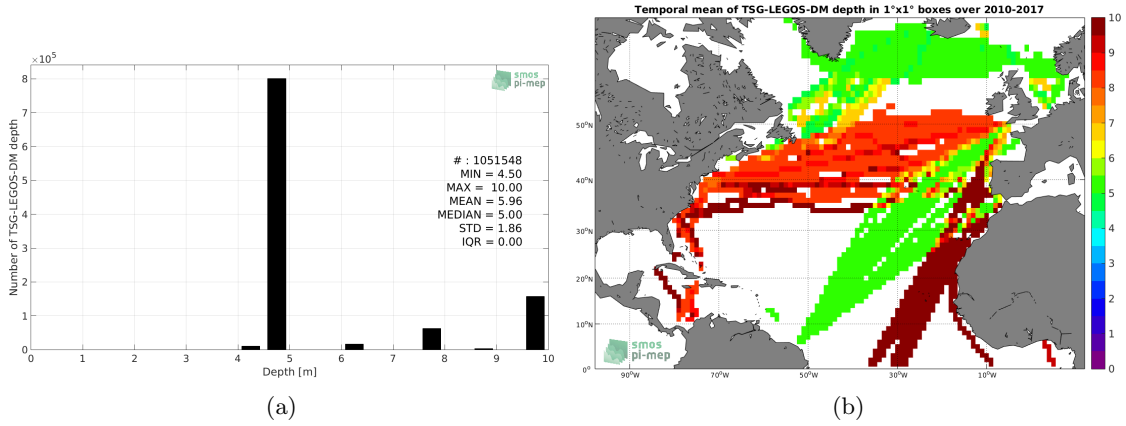 Temporal mean of TSG-LEGOS-DM depth in 1°x1° boxes over 2010-2017
×10⁵
8
7
6
5
4
3
2
1
0
Number of TSG-LEGOS-DM depth
smos
pi-mep
# : 1051548
MIN = 4.50
MAX = 10.00
MEAN = 5.96
MEDIAN = 5.00
STD = 1.86
IQR = 0.00
0 1 2 3 4 5 6 7 8 9 10
Depth [m]
(a)
50°N
40°N
30°N
20°N
10°N
0°
90°W 70°W 50°W 30°W 10°W
smos
pi-mep
10
9
8
7
6
5
4
3
2
1
0
(b)